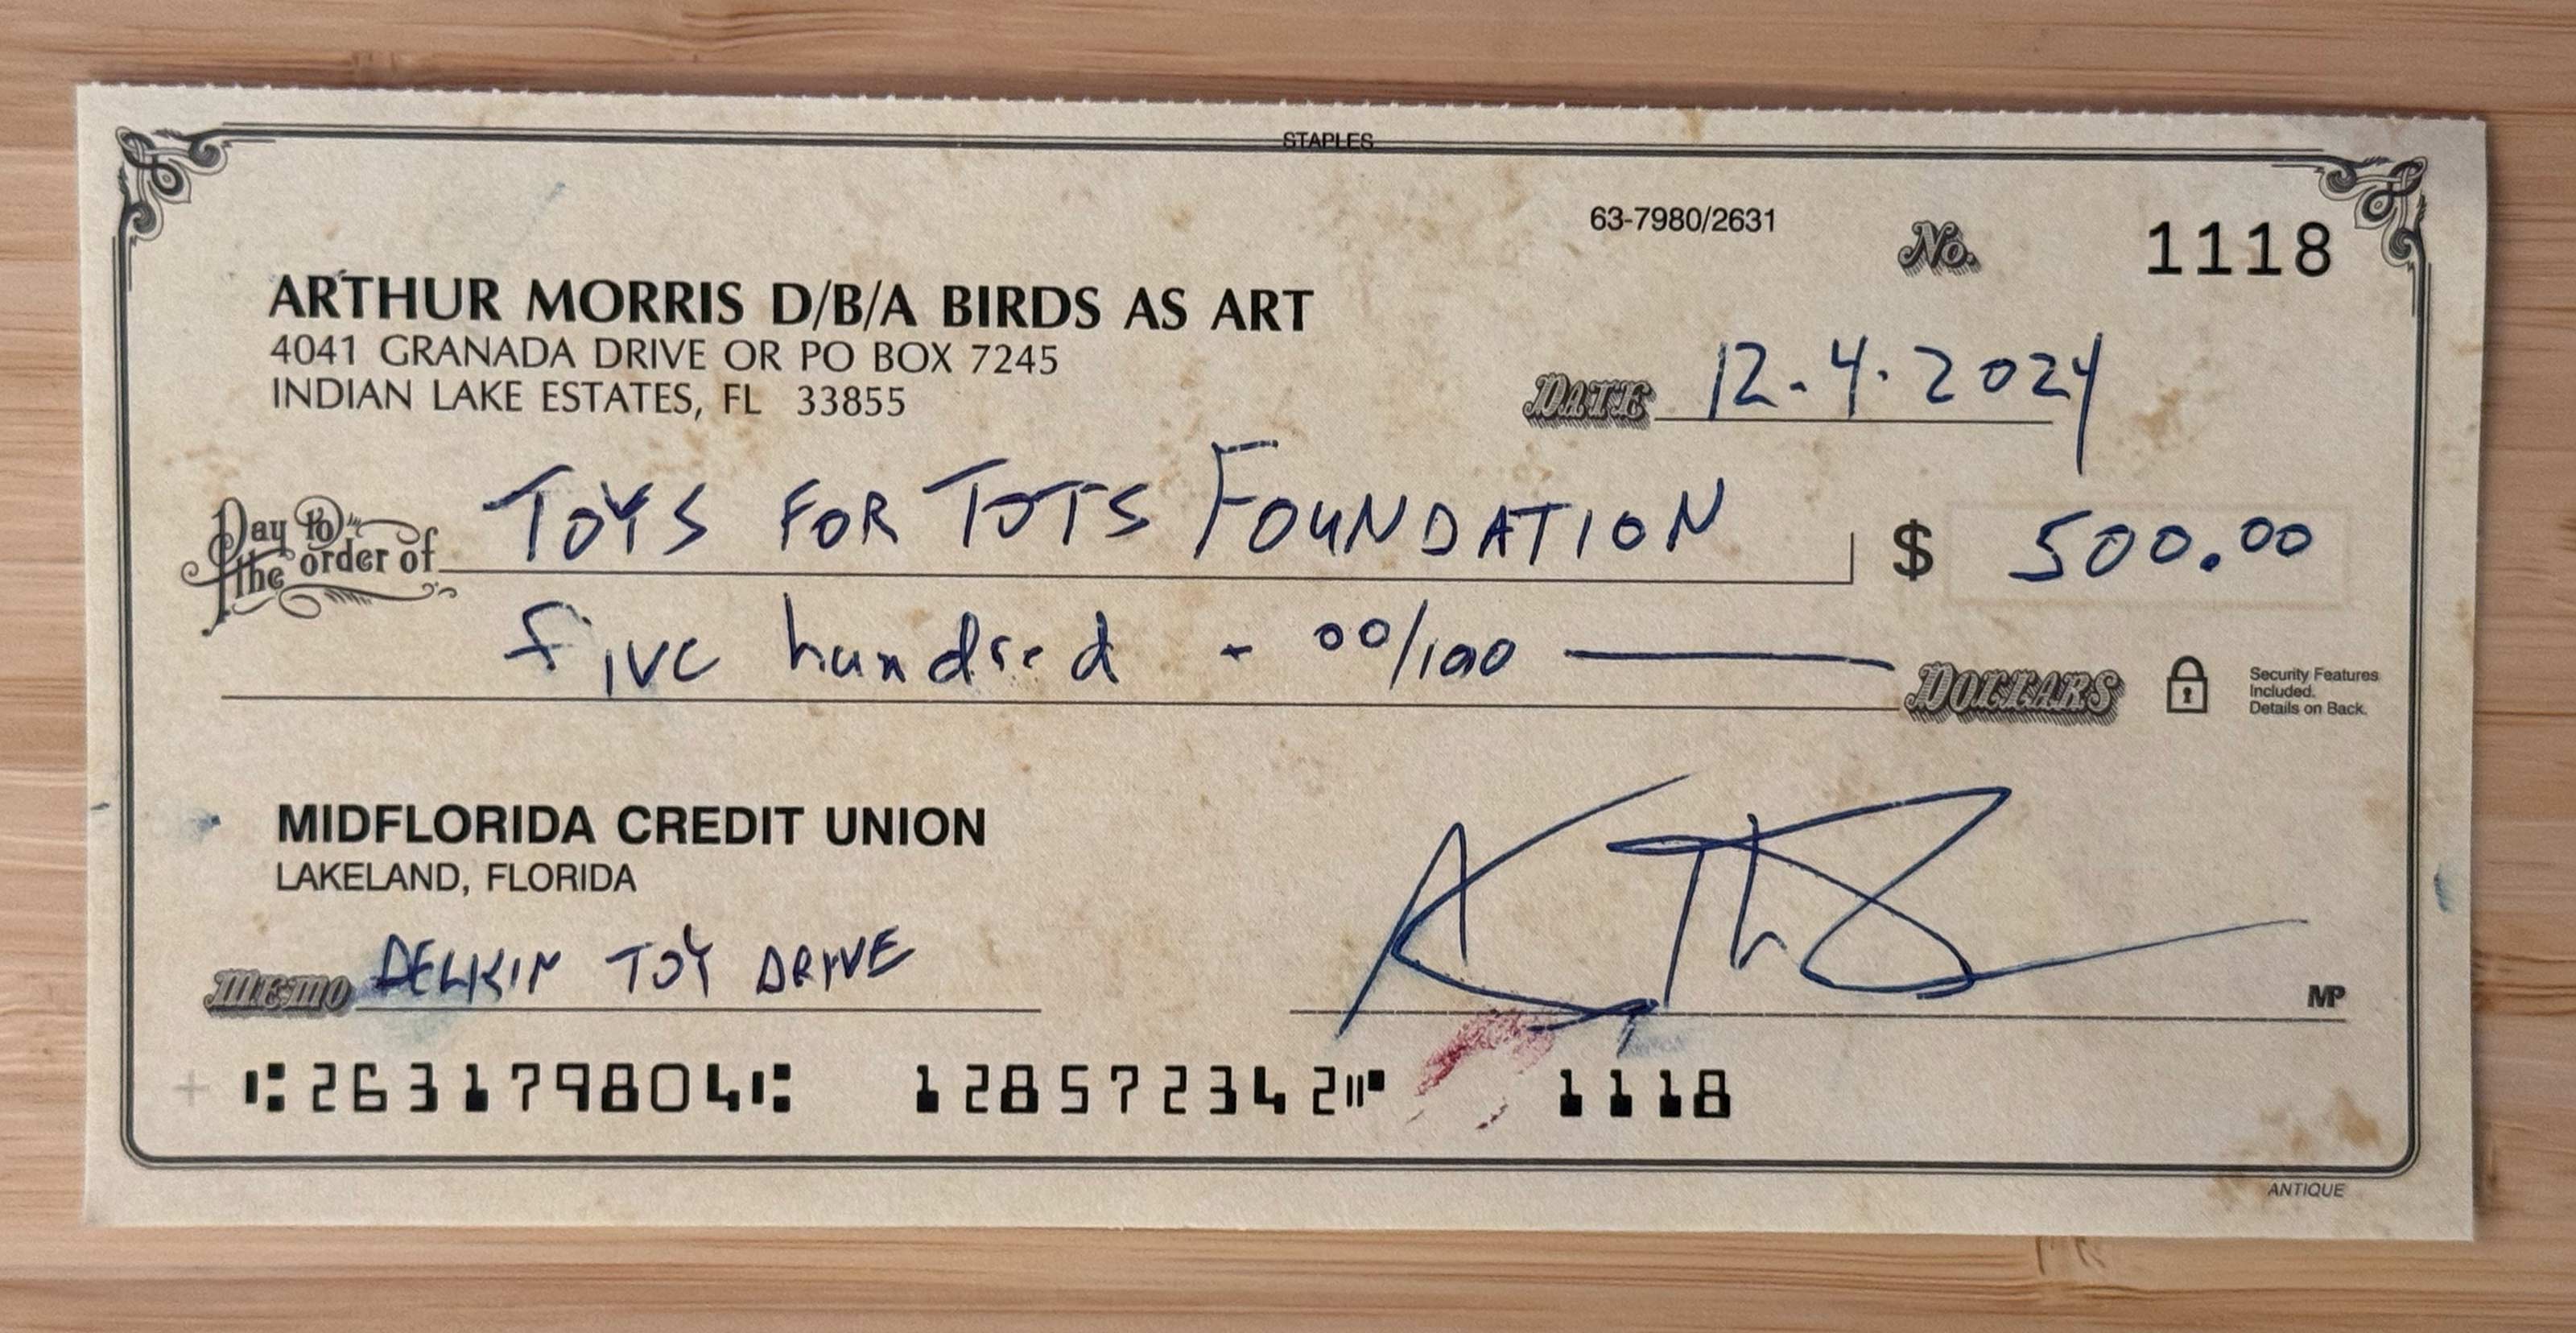 STAPLES
63-7980/2631
No. 1118
ARTHUR MORRIS D/B/A BIRDS AS ART
4041 GRANADA DRIVE OR PO BOX 7245
INDIAN LAKE ESTATES, FL 33855
DATE 12.4.2024
Pay to the order of TOYS FOR TOTS FOUNDATION $ 500.00
five hundred - 00/100 DOLLARS
Security Features
Included.
Details on Back.
MIDFLORIDA CREDIT UNION
LAKELAND, FLORIDA
MEMO DELKIN TOY DRIVE
MP
⑆263179804⑆ 128572342⑈ 1118
ANTIQUE